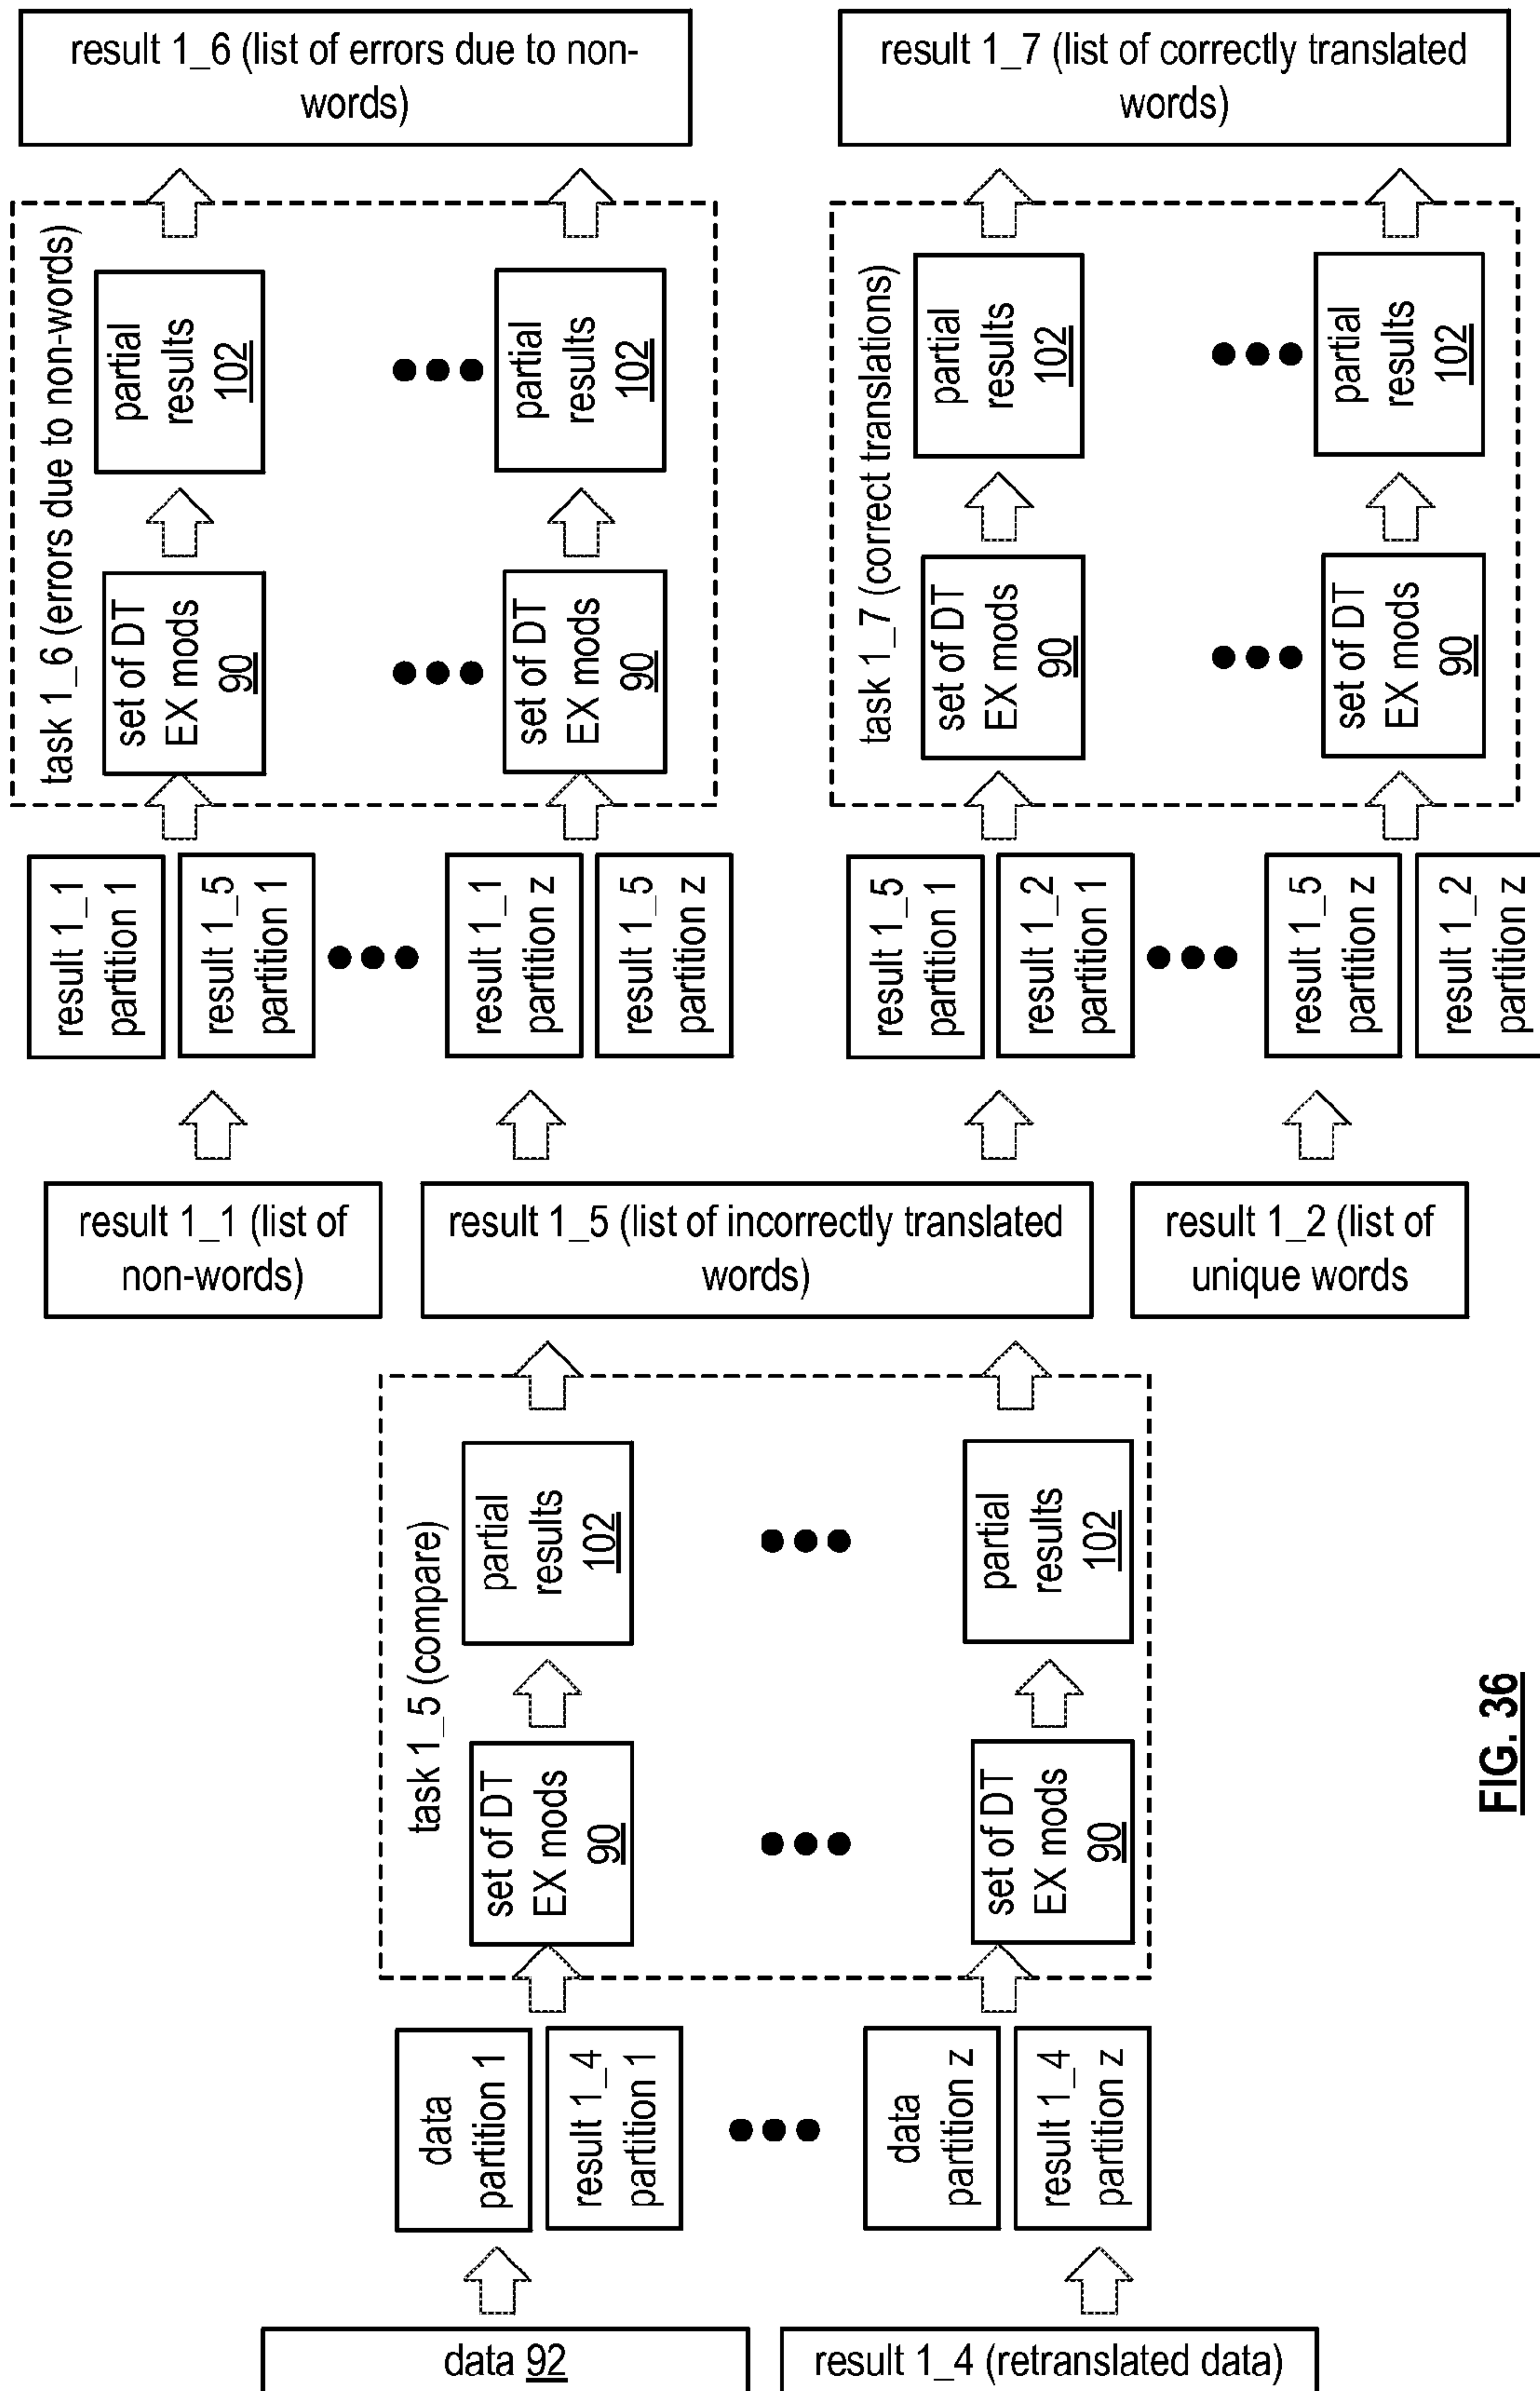 result 1_6 (list of errors due to non-
words)
result 1_7 (list of correctly translated
words)
task 1_6 (errors due to non-words)
partial
results
102
partial
results
102
set of DT
EX mods
90
set of DT
EX mods
90
task 1_7 (correct translations)
partial
results
102
partial
results
102
set of DT
EX mods
90
set of DT
EX mods
90
result 1_1
partition 1
result 1_5
partition 1
result 1_1
partition z
result 1_5
partition z
result 1_5
partition 1
result 1_2
partition 1
result 1_5
partition z
result 1_2
partition z
result 1_1 (list of
non-words)
result 1_5 (list of incorrectly translated
words)
result 1_2 (list of
unique words
task 1_5 (compare)
partial
results
102
partial
results
102
set of DT
EX mods
90
set of DT
EX mods
90
data
partition 1
result 1_4
partition 1
data
partition z
result 1_4
partition z
data 92
result 1_4 (retranslated data)
FIG. 36